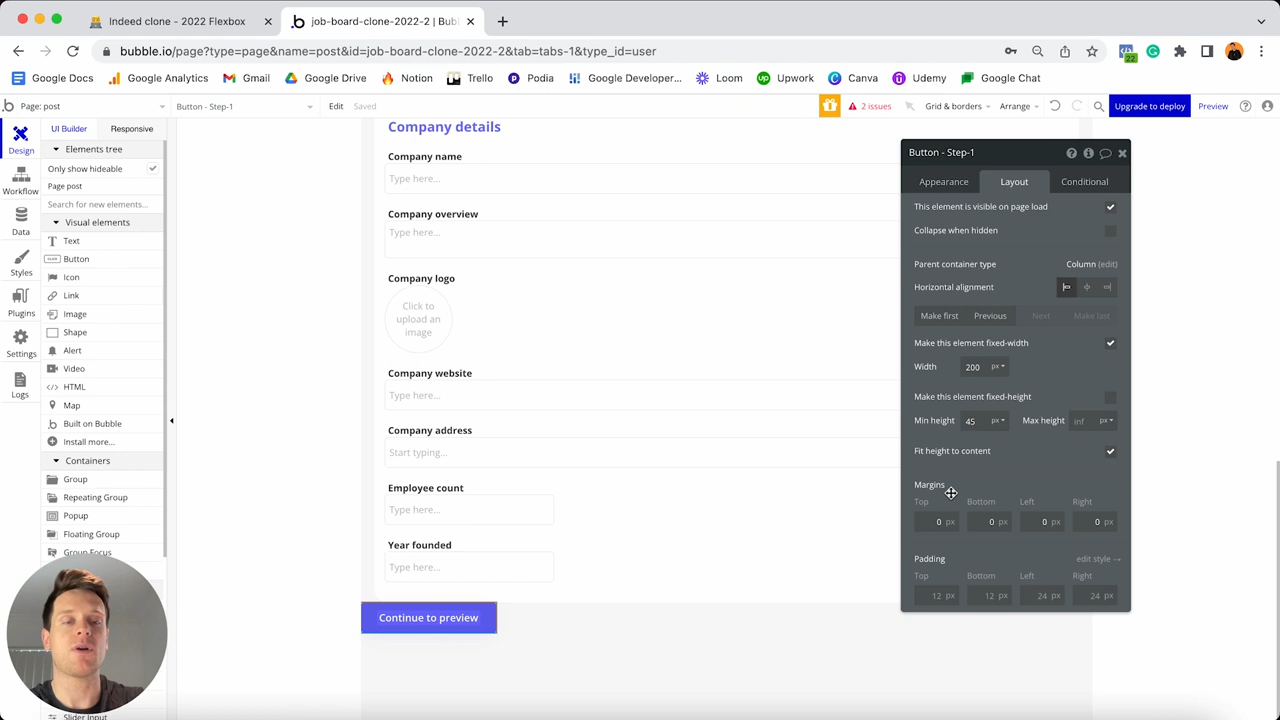 Indeed clone - 2022 Flexbox
job-board-clone-2022-2 | Bubl
bubble.io/page?type=page&name=post&id=job-board-clone-2022-2&tab=tabs-1&type_id=user
22
Google Docs
Google Analytics
Gmail
Google Drive
Notion
Trello
Podia
Google Developer...
Loom
Upwork
Canva
Udemy
Google Chat
Page: post
Button - Step-1
Edit
Saved
2 issues
Grid & borders
Arrange
Upgrade to deploy
Preview
Design
Workflow
Data
Styles
Plugins
Settings
Logs
UI Builder
Responsive
Elements tree
Only show hideable
Page post
Search for new elements...
Visual elements
Text
Button
Icon
Link
Image
Shape
Alert
Video
HTML
Map
Built on Bubble
Install more...
Containers
Group
Repeating Group
Popup
Floating Group
Group Focus
Slider Input
Company details
Company name
Type here...
Company overview
Type here...
Company logo
Click to
upload an
image
Company website
Type here...
Company address
Start typing...
Employee count
Type here...
Year founded
Type here...
Continue to preview
Button - Step-1
Appearance
Layout
Conditional
This element is visible on page load
Collapse when hidden
Parent container type
Column (edit)
Horizontal alignment
Make first
Previous
Next
Make last
Make this element fixed-width
Width
200 px
Make this element fixed-height
Min height
45 px
Max height
inf px
Fit height to content
Margins
Top
Bottom
Left
Right
0 px
0 px
0 px
0 px
Padding
edit style →
Top
Bottom
Left
Right
12 px
12 px
24 px
24 px